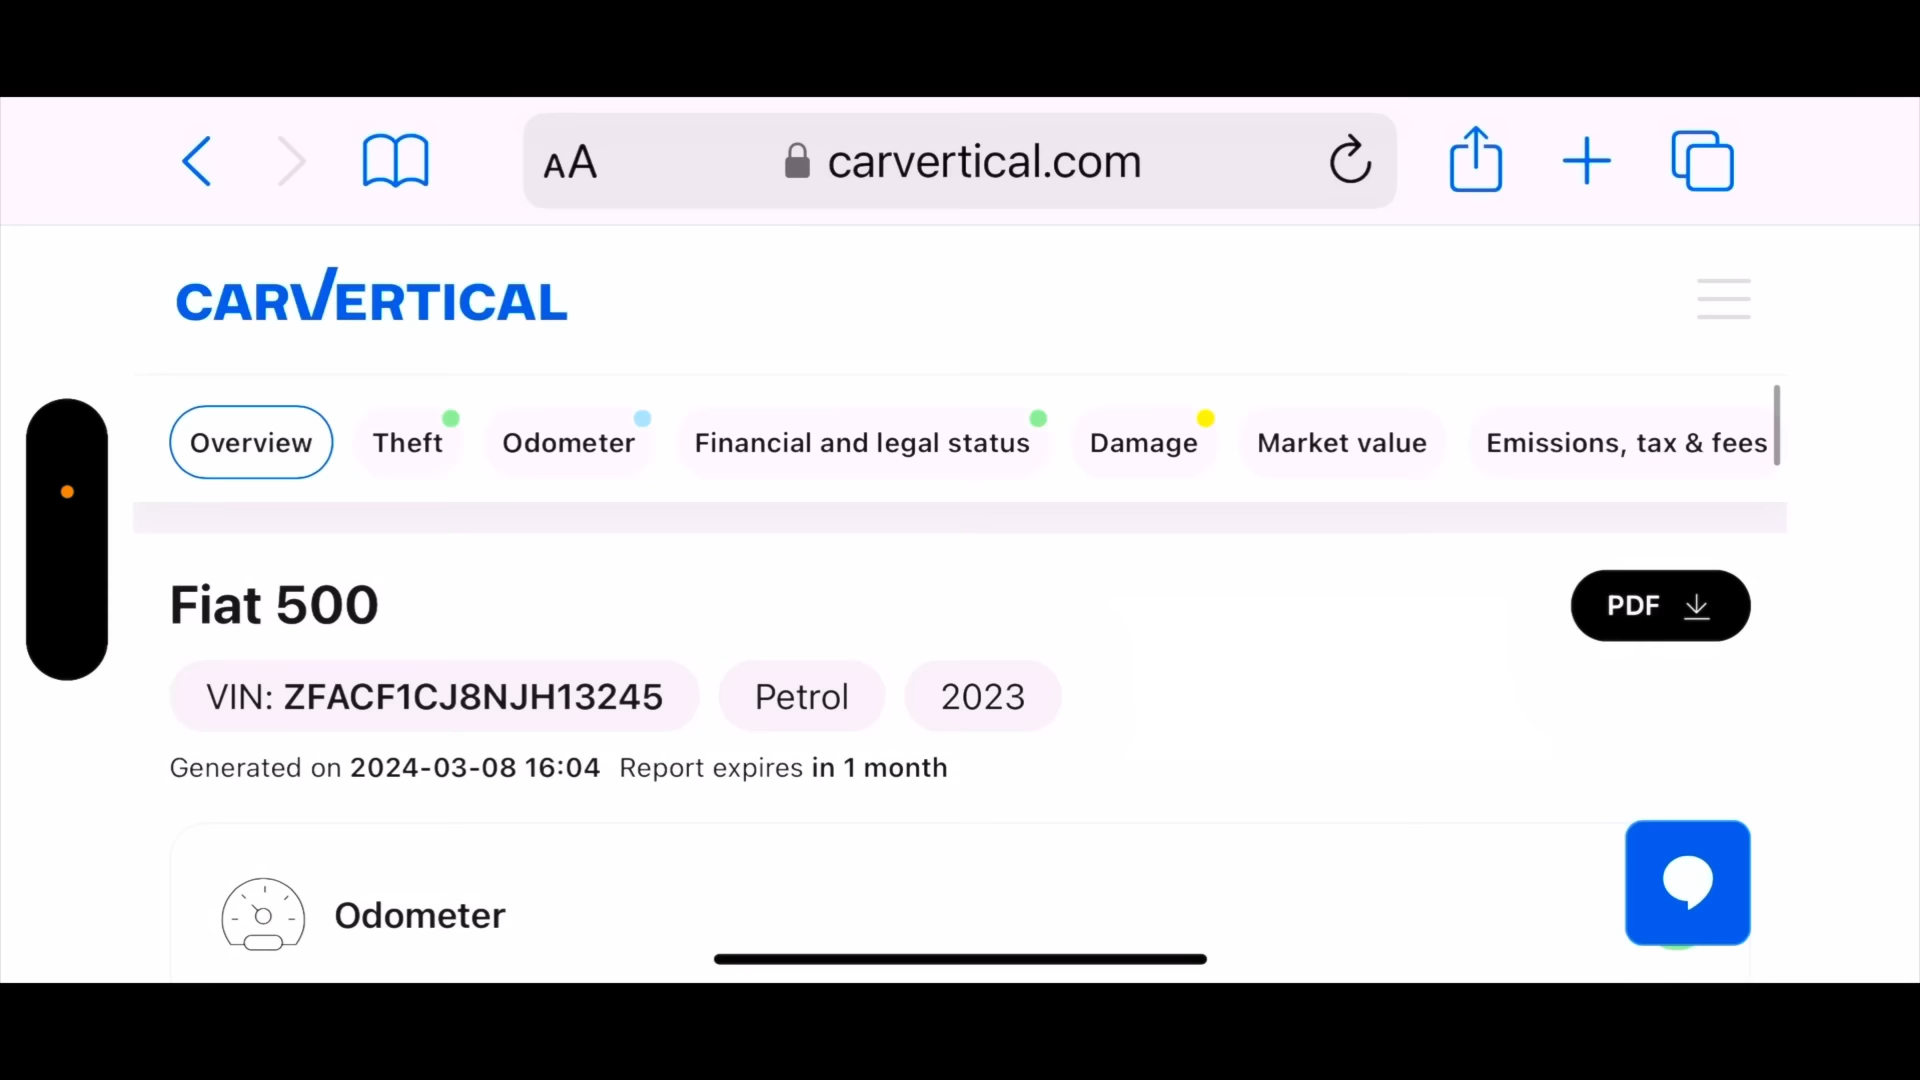 AA carvertical.com
CARVERTICAL
Overview Theft Odometer Financial and legal status Damage Market value Emissions, tax & fees
Fiat 500
PDF
VIN: ZFACF1CJ8NJH13245 Petrol 2023
Generated on 2024-03-08 16:04 Report expires in 1 month
Odometer